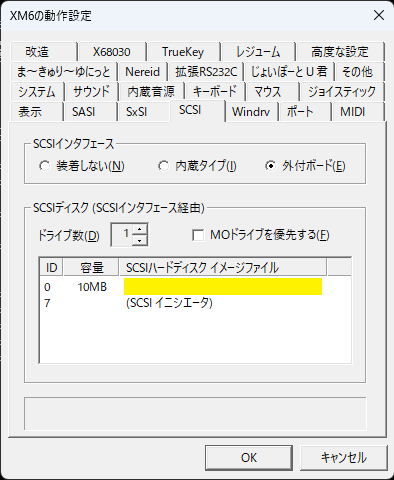 XM6の動作設定
改造 X68030 TrueKey レジューム 高度な設定
ま～きゅり～ゆにっと Nereid 拡張RS232C じょいぽーとU君 その他
システム サウンド 内蔵音源 キーボード マウス ジョイスティック
表示 SASI SxSI SCSI Windrv ポート MIDI
SCSIインタフェース
装着しない(N) 内蔵タイプ(I) 外付ボード(E)
SCSIディスク (SCSIインタフェース経由)
ドライブ数(D) 1 MOドライブを優先する(F)
ID 容量 SCSIハードディスク イメージファイル
0 10MB
7 (SCSI イニシエータ)
OK キャンセル